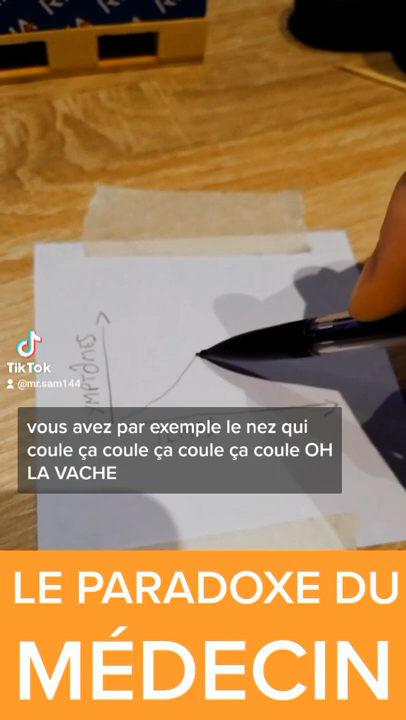 SYMPTÔMES
TikTok
@mr.sam144
vous avez par exemple le nez qui
coule ça coule ça coule ça coule OH
LA VACHE
LE PARADOXE DU
MÉDECIN